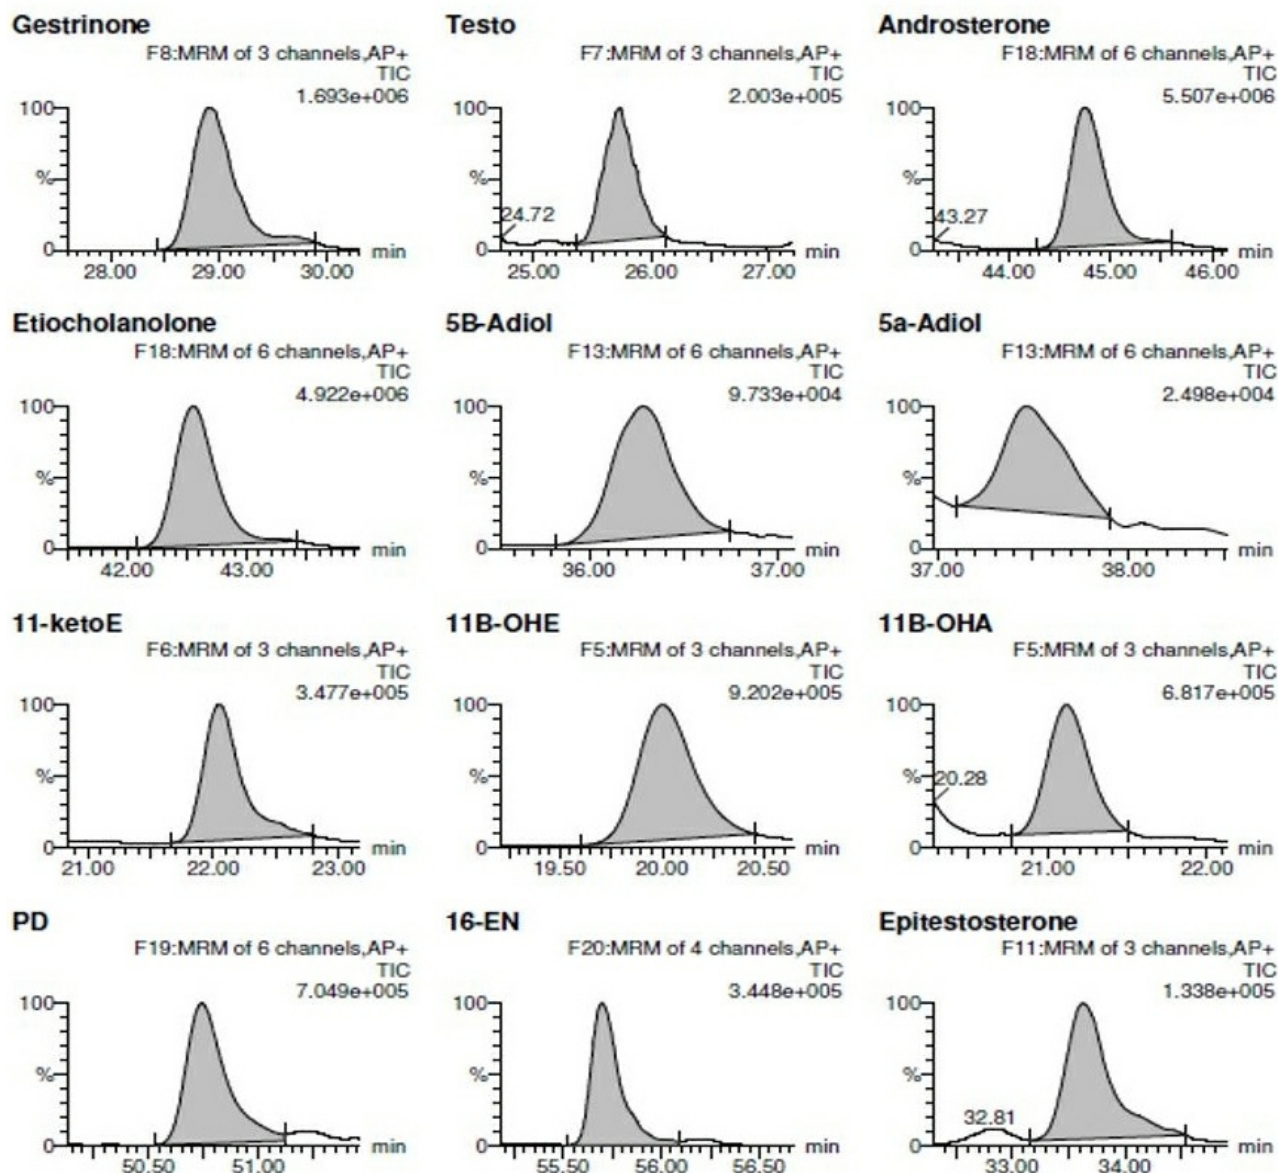 Gestrinone
F8:MRM of 3 channels,AP+
TIC
1.693e+006
100
%
0
28.00 29.00 30.00 min
Testo
F7:MRM of 3 channels,AP+
TIC
2.003e+005
100
%
24.72
0
25.00 26.00 27.00 min
Androsterone
F18:MRM of 6 channels,AP+
TIC
5.507e+006
100
%
43.27
0
44.00 45.00 46.00 min
Etiocholanolone
F18:MRM of 6 channels,AP+
TIC
4.922e+006
100
%
0
42.00 43.00 min
5B-Adiol
F13:MRM of 6 channels,AP+
TIC
9.733e+004
100
%
0
36.00 37.00 min
5a-Adiol
F13:MRM of 6 channels,AP+
TIC
2.498e+004
100
%
0
37.00 38.00 min
11-ketoE
F6:MRM of 3 channels,AP+
TIC
3.477e+005
100
%
0
21.00 22.00 23.00 min
11B-OHE
F5:MRM of 3 channels,AP+
TIC
9.202e+005
100
%
0
19.50 20.00 20.50 min
11B-OHA
F5:MRM of 3 channels,AP+
TIC
6.817e+005
100
%
20.28
0
21.00 22.00 min
PD
F19:MRM of 6 channels,AP+
TIC
7.049e+005
100
%
0
50.50 51.00 min
16-EN
F20:MRM of 4 channels,AP+
TIC
3.448e+005
100
%
0
55.50 56.00 56.50 min
Epitestosterone
F11:MRM of 3 channels,AP+
TIC
1.338e+005
100
%
32.81
0
33.00 34.00 min